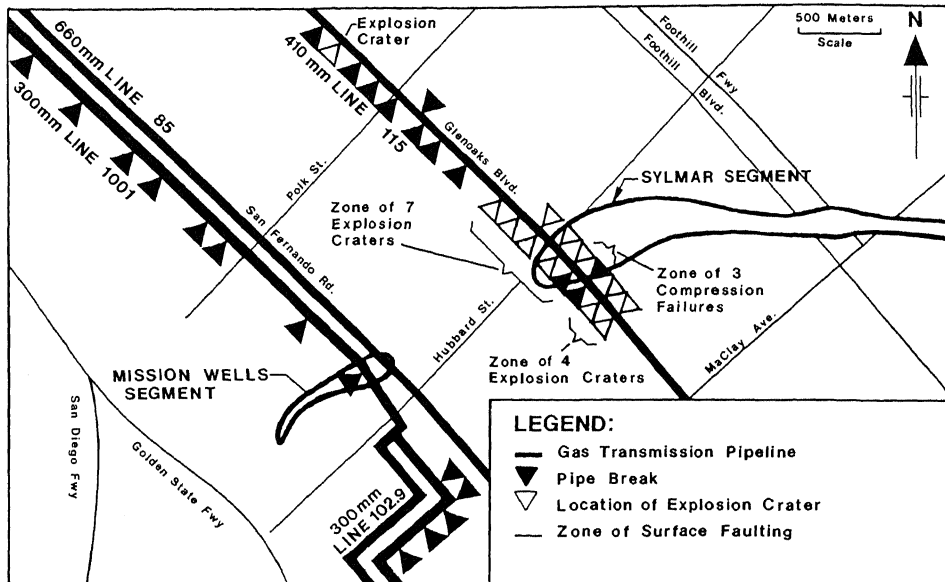 Explosion
Crater
500 Meters
Scale
N
660mm LINE 85
300mm LINE 1001
410 mm LINE 115
Foothill Fwy
Foothill Blvd.
Glenoaks Blvd.
Polk St.
SYLMAR SEGMENT
Zone of 7
Explosion
Craters
San Fernando Rd.
Zone of 3
Compression
Failures
Hubbard St.
MaClay Ave.
Zone of 4
Explosion Craters
MISSION WELLS
SEGMENT
San Diego Fwy
Golden State Fwy
300mm
LINE 102.9
LEGEND:
Gas Transmission Pipeline
Pipe Break
Location of Explosion Crater
Zone of Surface Faulting